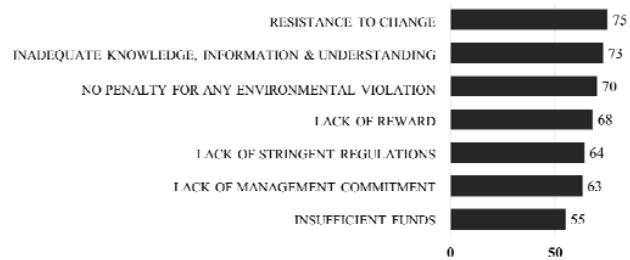 RESISTANCE TO CHANGE 75
INADEQUATE KNOWLEDGE, INFORMATION & UNDERSTANDING 73
NO PENALTY FOR ANY ENVIRONMENTAL VIOLATION 70
LACK OF REWARD 68
LACK OF STRINGENT REGULATIONS 64
LACK OF MANAGEMENT COMMITMENT 63
INSUFFICIENT FUNDS 55
0 50